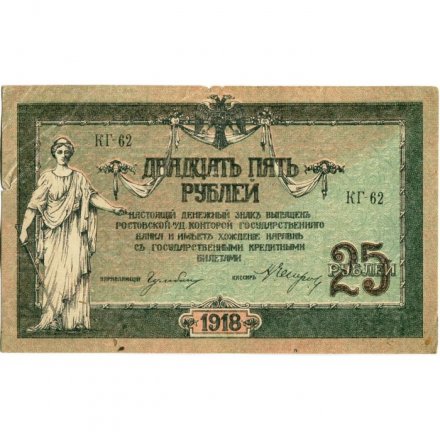 КГ-62
ДВАДЦАТЬ ПЯТЬ
РУБЛЕЙ
КГ-62
НАСТОЯЩІЙ ДЕНЕЖНЫЙ ЗНАКЪ ВЫПУЩЕНЪ
РОСТОВСКОЙ Н/Д. КОНТОРОЙ ГОСУДАРСТВЕННАГО
БАНКА И ИМѢЕТЪ ХОЖДЕНІЕ НАРАВНѢ
СЪ ГОСУДАРСТВЕННЫМИ КРЕДИТНЫМИ
БИЛЕТАМИ
25
РУБЛЕЙ
УПРАВЛЯЮЩІЙ
КАССИРЪ
1918